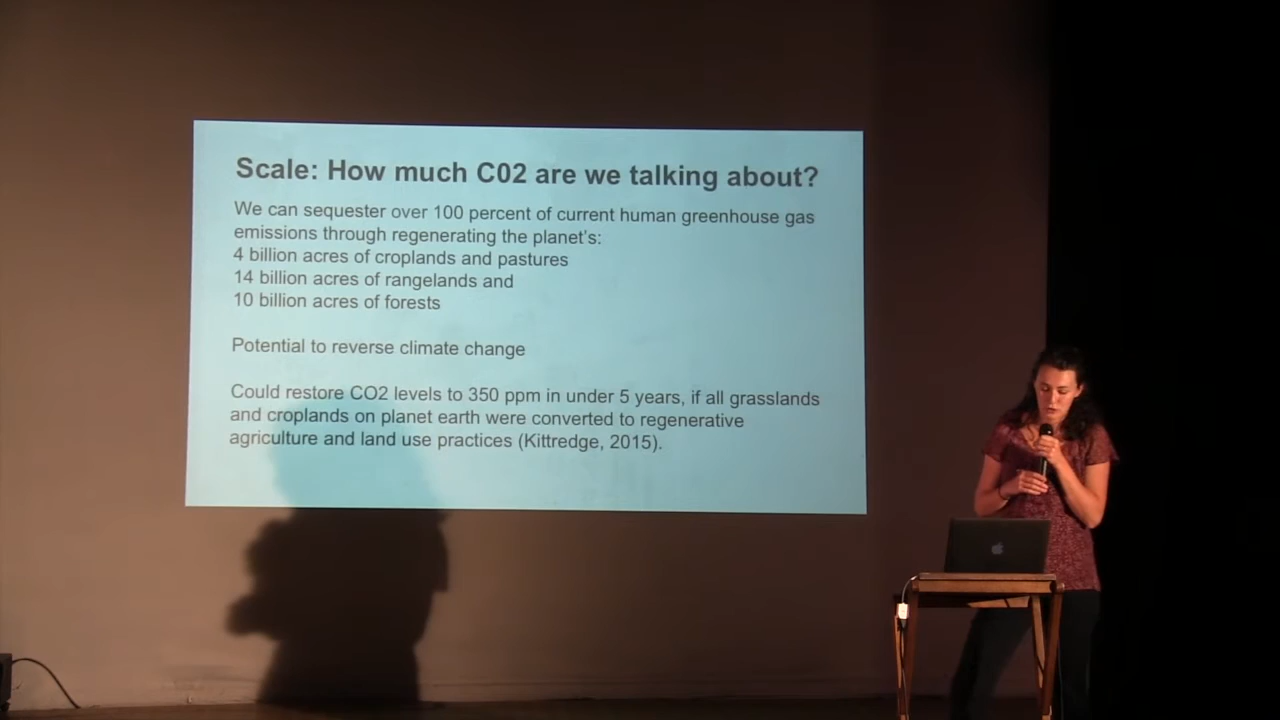 Scale: How much C02 are we talking about?
We can sequester over 100 percent of current human greenhouse gas
emissions through regenerating the planet's:
4 billion acres of croplands and pastures
14 billion acres of rangelands and
10 billion acres of forests
Potential to reverse climate change
Could restore CO2 levels to 350 ppm in under 5 years, if all grasslands
and croplands on planet earth were converted to regenerative
agriculture and land use practices (Kittredge, 2015).